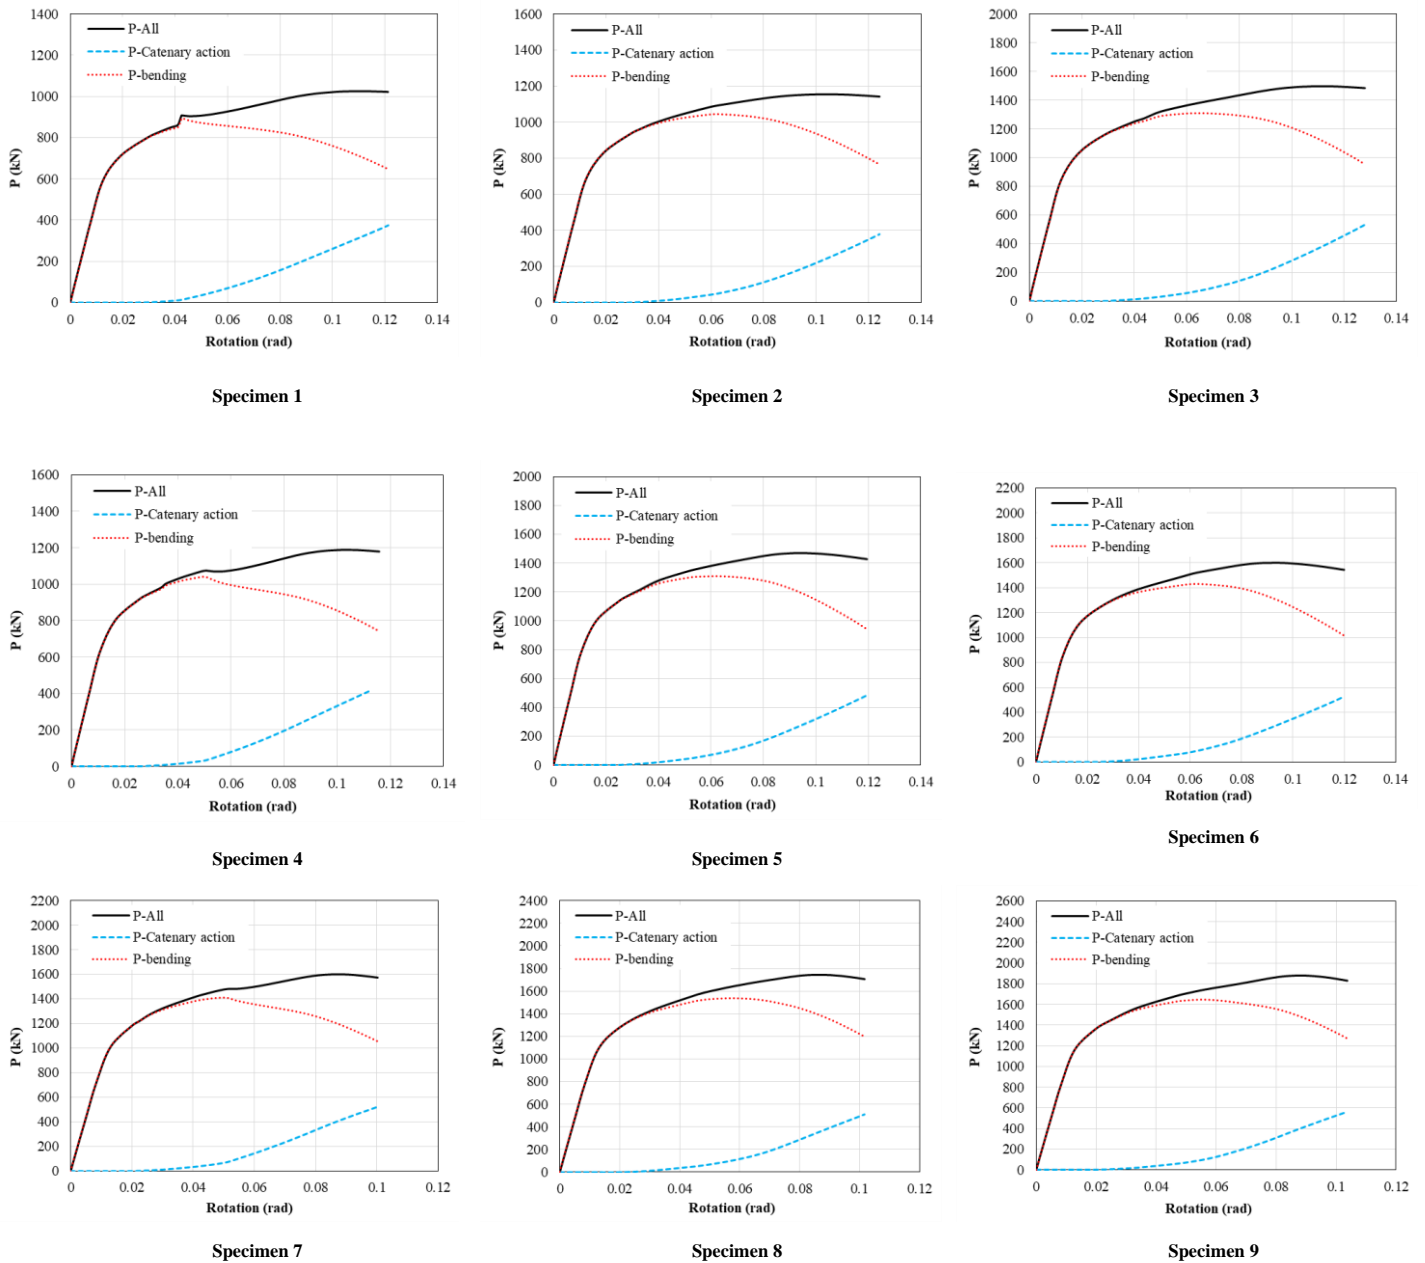 1400
1200
1000
800
600
400
200
0
P (kN)
P-All
P-Catenary action
P-bending
0 0.02 0.04 0.06 0.08 0.1 0.12 0.14
Rotation (rad)
Specimen 1
1600
1400
1200
1000
800
600
400
200
0
P (kN)
P-All
P-Catenary action
P-bending
0 0.02 0.04 0.06 0.08 0.1 0.12 0.14
Rotation (rad)
Specimen 2
2000
1800
1600
1400
1200
1000
800
600
400
200
0
P (kN)
P-All
P-Catenary action
P-bending
0 0.02 0.04 0.06 0.08 0.1 0.12 0.14
Rotation (rad)
Specimen 3
1600
1400
1200
1000
800
600
400
200
0
P (kN)
P-All
P-Catenary action
P-bending
0 0.02 0.04 0.06 0.08 0.1 0.12 0.14
Rotation (rad)
Specimen 4
2000
1800
1600
1400
1200
1000
800
600
400
200
0
P (kN)
P-All
P-Catenary action
P-bending
0 0.02 0.04 0.06 0.08 0.1 0.12 0.14
Rotation (rad)
Specimen 5
2200
2000
1800
1600
1400
1200
1000
800
600
400
200
0
P (kN)
P-All
P-Catenary action
P-bending
0 0.02 0.04 0.06 0.08 0.1 0.12 0.14
Rotation (rad)
Specimen 6
2200
2000
1800
1600
1400
1200
1000
800
600
400
200
0
P (kN)
P-All
P-Catenary action
P-bending
0 0.02 0.04 0.06 0.08 0.1 0.12
Rotation (rad)
Specimen 7
2400
2200
2000
1800
1600
1400
1200
1000
800
600
400
200
0
P (kN)
P-All
P-Catenary action
P-bending
0 0.02 0.04 0.06 0.08 0.1 0.12
Rotation (rad)
Specimen 8
2600
2400
2200
2000
1800
1600
1400
1200
1000
800
600
400
200
0
P (kN)
P-All
P-Catenary action
P-bending
0 0.02 0.04 0.06 0.08 0.1 0.12
Rotation (rad)
Specimen 9